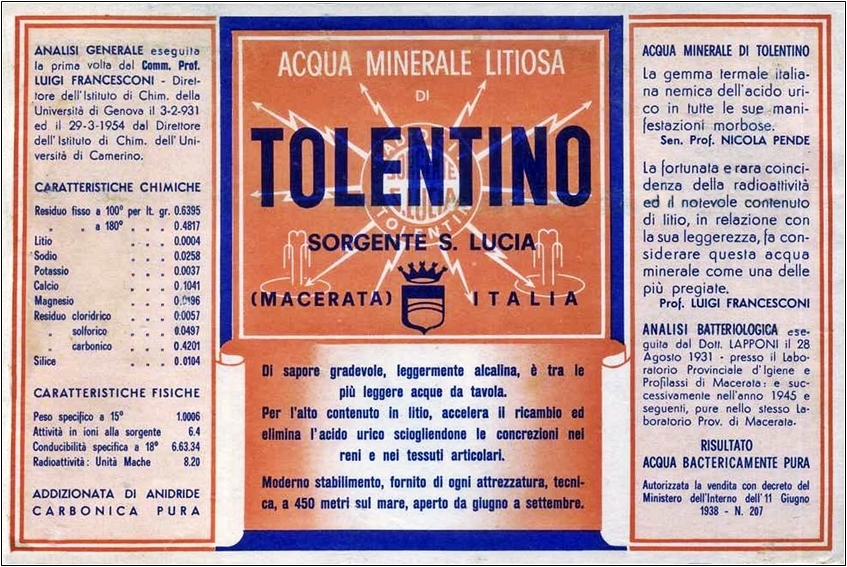 ANALISI GENERALE eseguita
la prima volta dal Comm. Prof.
LUIGI FRANCESCONI - Diret-
tore dell'Istituto di Chim. della
Università di Genova il 3-2-931
ed il 29-3-1954 dal Direttore
dell'Istituto di Chim. dell'Uni-
versità di Camerino.
CARATTERISTICHE CHIMICHE
Residuo fisso a 100° per lt. gr. 0.6395
" " a 180° . . . 0.4817
Litio . . . 0.0004
Sodio . . . 0.0258
Potassio . . . 0.0037
Calcio . . . 0.1041
Magnesio . . . 0.0196
Residuo cloridrico . . . 0.0057
" solforico . . . 0.0497
" carbonico . . . 0.4201
Silice . . . 0.0104
CARATTERISTICHE FISICHE
Peso specifico a 15° 1.0006
Attività in ioni alla sorgente 6.4
Conducibilità specifica a 18° 6.63.34
Radioattività: Unità Mache 8.20
ADDIZIONATA DI ANIDRIDE
CARBONICA PURA
ACQUA MINERALE LITIOSA
DI
TOLENTINO
SORGENTE S. LUCIA
(MACERATA) ITALIA
Di sapore gradevole, leggermente alcalina, è tra le
più leggere acque da tavola.
Per l'alto contenuto in litio, accelera il ricambio ed
elimina l'acido urico sciogliendone le concrezioni nei
reni e nei tessuti articolari.
Moderno stabilimento, fornito di ogni attrezzatura, tecni-
ca, a 450 metri sul mare, aperto da giugno a settembre.
ACQUA MINERALE DI TOLENTINO
La gemma termale italia-
na nemica dell'acido uri-
co in tutte le sue mani-
festazioni morbose.
Sen. Prof. NICOLA PENDE
La fortunata e rara coinci-
denza della radioattività
ed il notevole contenuto
di litio, in relazione con
la sua leggerezza, fa con-
siderare questa acqua
minerale come una delle
più pregiate.
Prof. LUIGI FRANCESCONI
ANALISI BATTERIOLOGICA ese-
guita dal Dott. LAPPONI il 28
Agosto 1931 - presso il Labo-
ratorio Provinciale d'Igiene e
Profilassi di Macerata: e suc-
cessivamente nell'anno 1945 e
seguenti, pure nello stesso La-
boratorio Prov. di Macerata.
RISULTATO
ACQUA BACTERICAMENTE PURA
Autorizzata la vendita con decreto del
Ministero dell'Interno dell'11 Giugno
1938 - N. 207